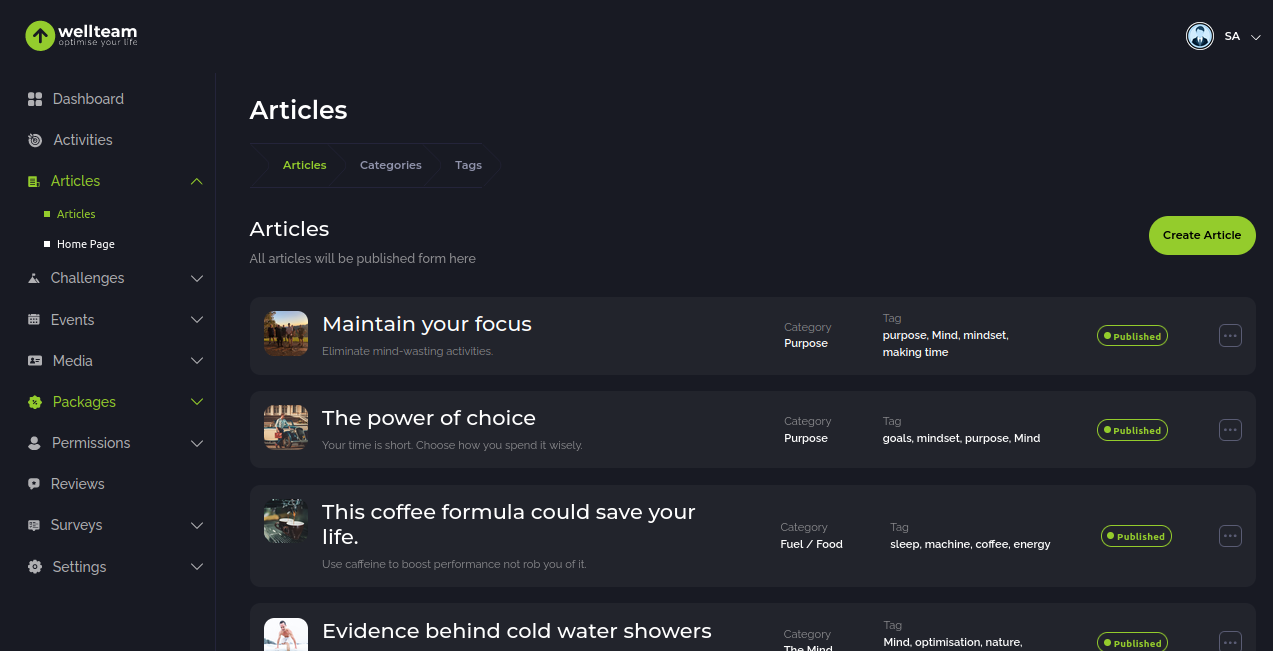 wellteam
optimise your life
SA
Dashboard
Activities
Articles
Articles
Home Page
Challenges
Events
Media
Packages
Permissions
Reviews
Surveys
Settings
Articles
Articles
Categories
Tags
Articles
All articles will be published form here
Create Article
Maintain your focus
Eliminate mind-wasting activities.
Category
Purpose
Tag
purpose, Mind, mindset,
making time
Published
The power of choice
Your time is short. Choose how you spend it wisely.
Category
Purpose
Tag
goals, mindset, purpose, Mind
Published
This coffee formula could save your
life.
Use caffeine to boost performance not rob you of it.
Category
Fuel / Food
Tag
sleep, machine, coffee, energy
Published
Evidence behind cold water showers
Category
The Mind
Tag
Mind, optimisation, nature,
Published